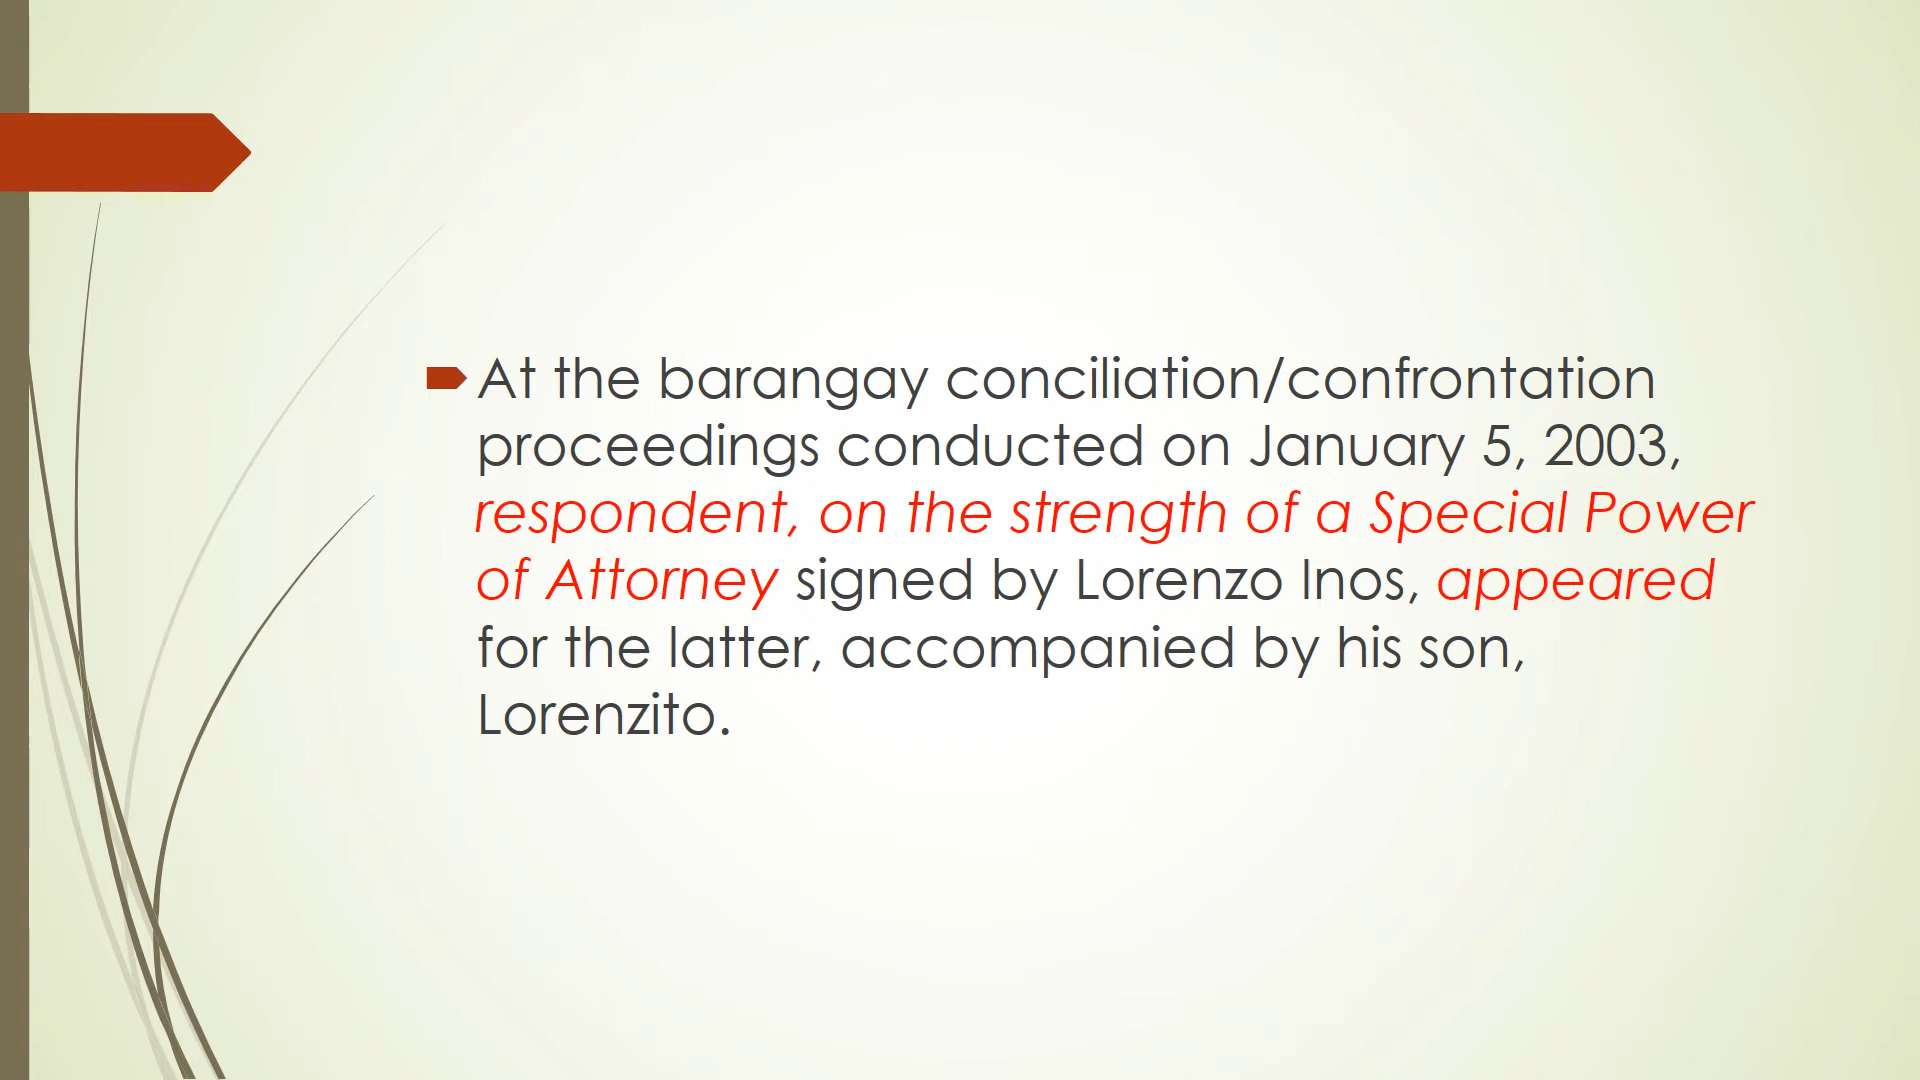 At the barangay conciliation/confrontation
proceedings conducted on January 5, 2003,
respondent, on the strength of a Special Power
of Attorney signed by Lorenzo Inos, appeared
for the latter, accompanied by his son,
Lorenzito.